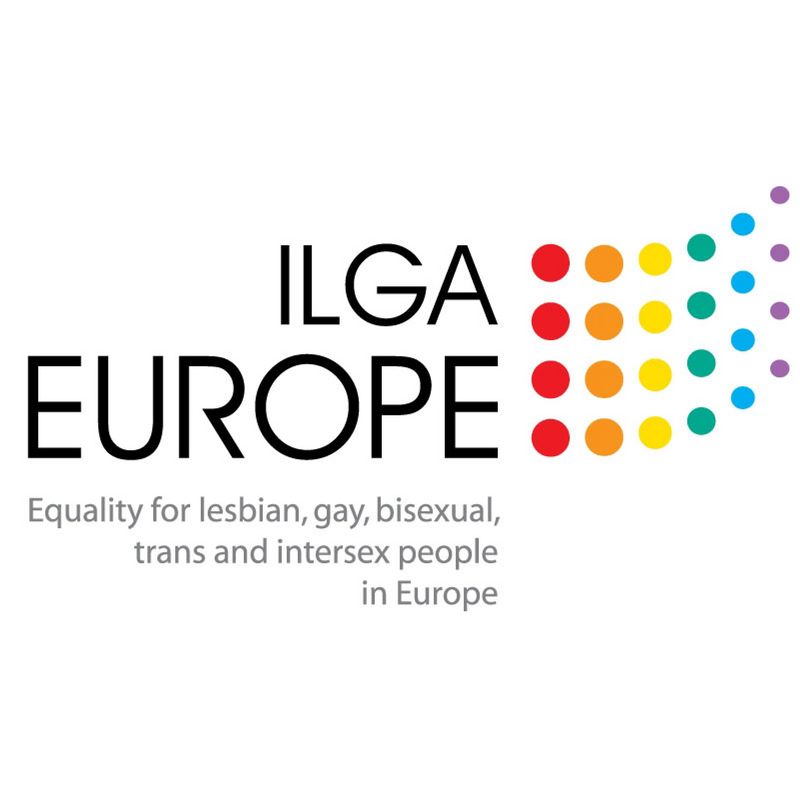 ILGA
EUROPE
Equality for lesbian, gay, bisexual,
trans and intersex people
in Europe